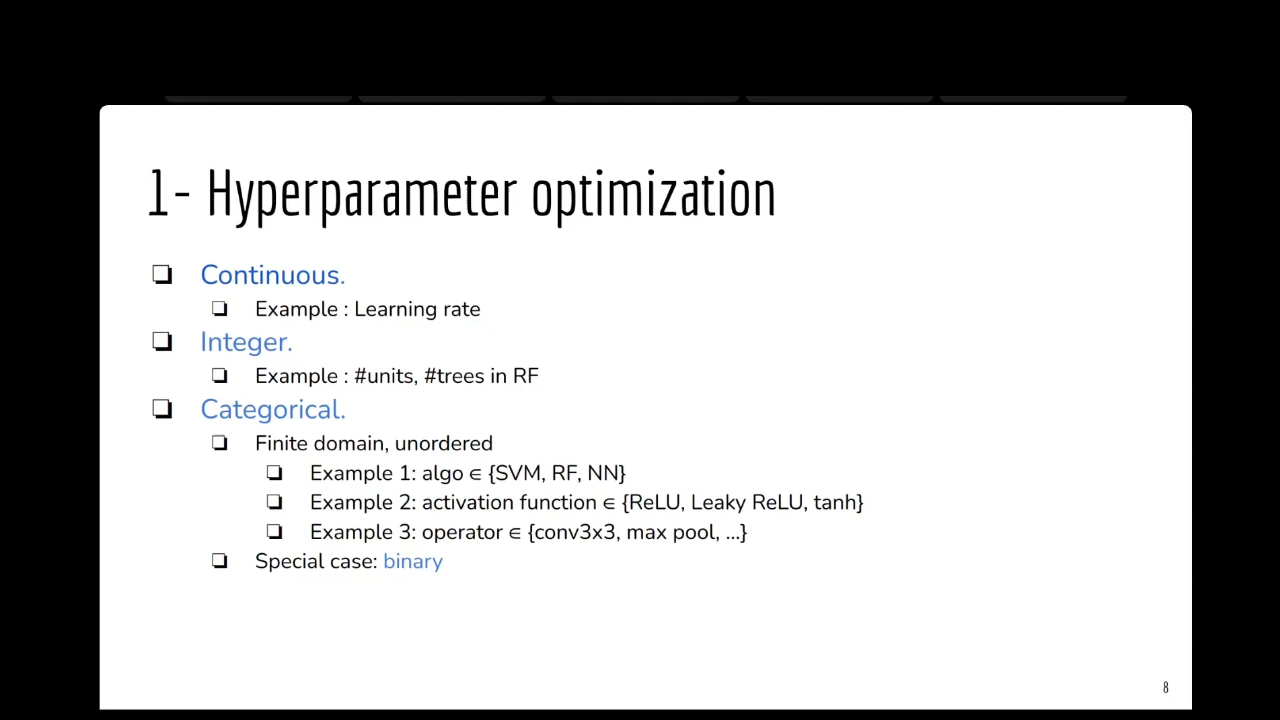 1- Hyperparameter optimization
❏ Continuous.
❏ Example : Learning rate
❏ Integer.
❏ Example : #units, #trees in RF
❏ Categorical.
❏ Finite domain, unordered
❏ Example 1: algo ∈ {SVM, RF, NN}
❏ Example 2: activation function ∈ {ReLU, Leaky ReLU, tanh}
❏ Example 3: operator ∈ {conv3x3, max pool, ...}
❏ Special case: binary
8